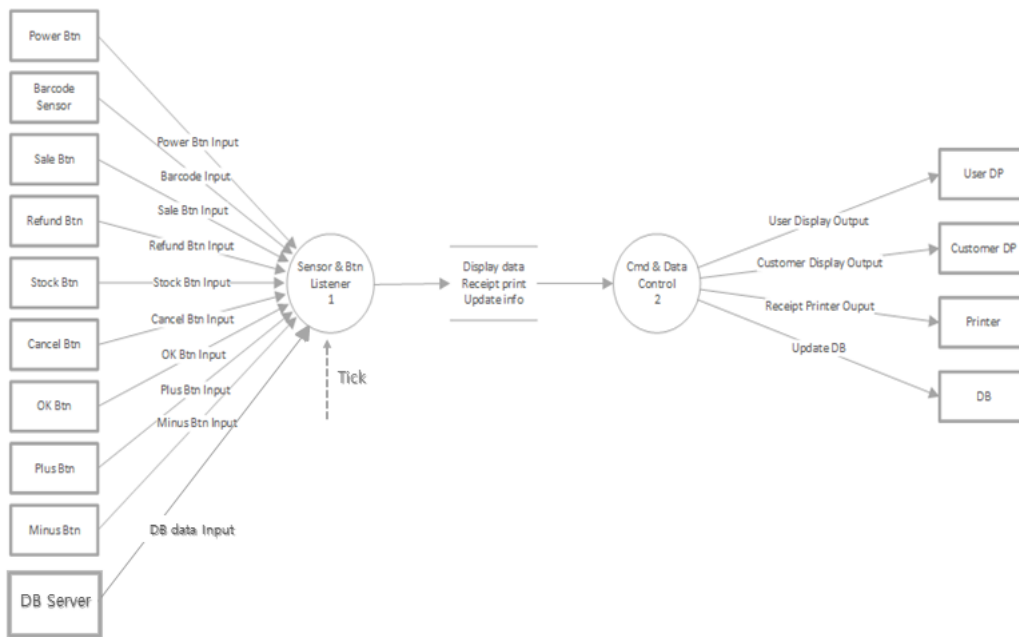 Power Btn
Barcode
Sensor
Sale Btn
Refund Btn
Stock Btn
Cancel Btn
OK Btn
Plus Btn
Minus Btn
DB Server
Power Btn Input
Barcode Input
Sale Btn Input
Refund Btn Input
Stock Btn Input
Cancel Btn Input
OK Btn Input
Plus Btn Input
Minus Btn Input
DB data Input
Sensor & Btn
Listener
1
Tick
Display data
Receipt print
Update info
Cmd & Data
Control
2
User Display Output
Customer Display Output
Receipt Printer Ouput
Update DB
User DP
Customer DP
Printer
DB